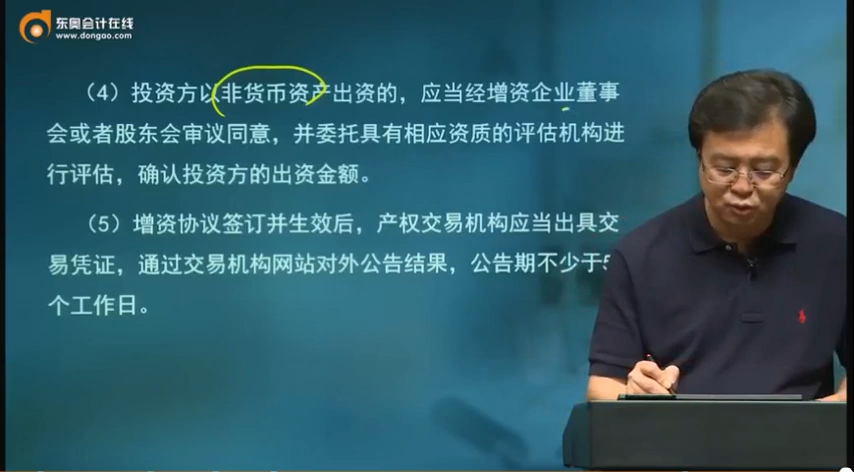 东奥会计在线
www.dongao.com
（4）投资方以非货币资产出资的，应当经增资企业董事
会或者股东会审议同意，并委托具有相应资质的评估机构进
行评估，确认投资方的出资金额。
（5）增资协议签订并生效后，产权交易机构应当出具交
易凭证，通过交易机构网站对外公告结果，公告期不少于5
个工作日。